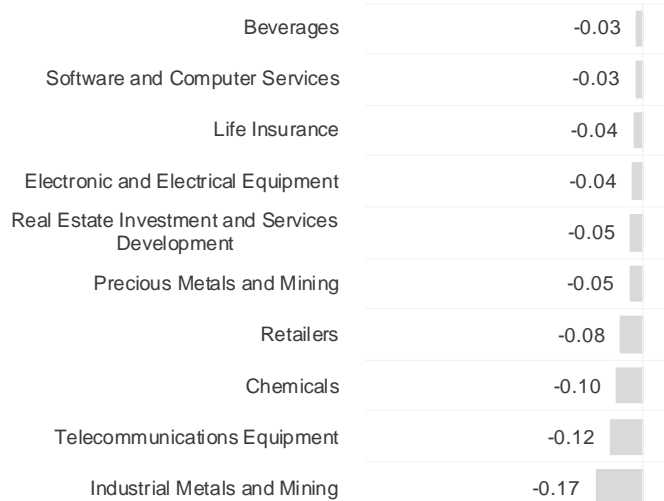 Beverages -0.03
Software and Computer Services -0.03
Life Insurance -0.04
Electronic and Electrical Equipment -0.04
Real Estate Investment and Services
Development -0.05
Precious Metals and Mining -0.05
Retailers -0.08
Chemicals -0.10
Telecommunications Equipment -0.12
Industrial Metals and Mining -0.17